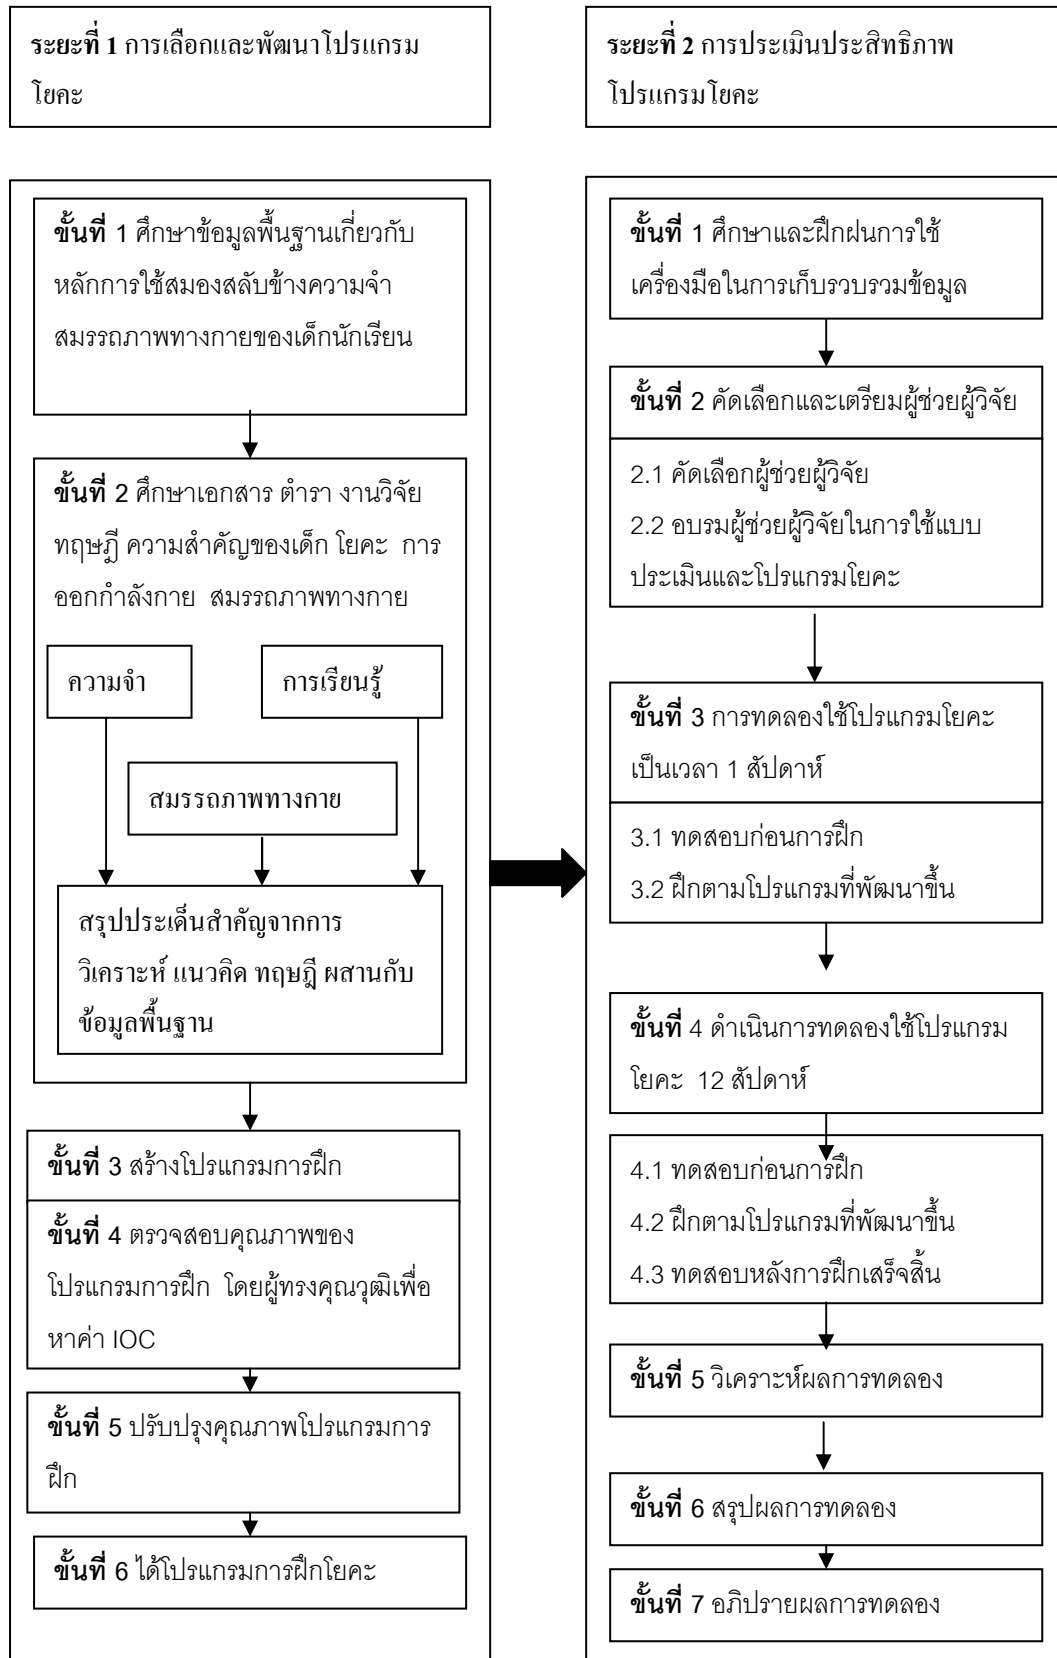 ระยะที่ 1 การเลือกและพัฒนาโปรแกรม
โยคะ
ขั้นที่ 1 ศึกษาข้อมูลพื้นฐานเกี่ยวกับ
หลักการใช้สมองสลับข้างความจำ
สมรรถภาพทางกายของเด็กนักเรียน
ขั้นที่ 2 ศึกษาเอกสาร ตำรา งานวิจัย
ทฤษฎี ความสำคัญของเด็ก โยคะ การ
ออกกำลังกาย สมรรถภาพทางกาย
ความจำ
การเรียนรู้
สมรรถภาพทางกาย
สรุปประเด็นสำคัญจากการ
วิเคราะห์ แนวคิด ทฤษฎี ผสานกับ
ข้อมูลพื้นฐาน
ขั้นที่ 3 สร้างโปรแกรมการฝึก
ขั้นที่ 4 ตรวจสอบคุณภาพของ
โปรแกรมการฝึก โดยผู้ทรงคุณวุฒิเพื่อ
หาค่า IOC
ขั้นที่ 5 ปรับปรุงคุณภาพโปรแกรมการ
ฝึก
ขั้นที่ 6 ได้โปรแกรมการฝึกโยคะ
ระยะที่ 2 การประเมินประสิทธิภาพ
โปรแกรมโยคะ
ขั้นที่ 1 ศึกษาและฝึกฝนการใช้
เครื่องมือในการเก็บรวบรวมข้อมูล
ขั้นที่ 2 คัดเลือกและเตรียมผู้ช่วยผู้วิจัย
2.1 คัดเลือกผู้ช่วยผู้วิจัย
2.2 อบรมผู้ช่วยผู้วิจัยในการใช้แบบ
ประเมินและโปรแกรมโยคะ
ขั้นที่ 3 การทดลองใช้โปรแกรมโยคะ
เป็นเวลา 1 สัปดาห์
3.1 ทดสอบก่อนการฝึก
3.2 ฝึกตามโปรแกรมที่พัฒนาขึ้น
ขั้นที่ 4 ดำเนินการทดลองใช้โปรแกรม
โยคะ 12 สัปดาห์
4.1 ทดสอบก่อนการฝึก
4.2 ฝึกตามโปรแกรมที่พัฒนาขึ้น
4.3 ทดสอบหลังการฝึกเสร็จสิ้น
ขั้นที่ 5 วิเคราะห์ผลการทดลอง
ขั้นที่ 6 สรุปผลการทดลอง
ขั้นที่ 7 อภิปรายผลการทดลอง